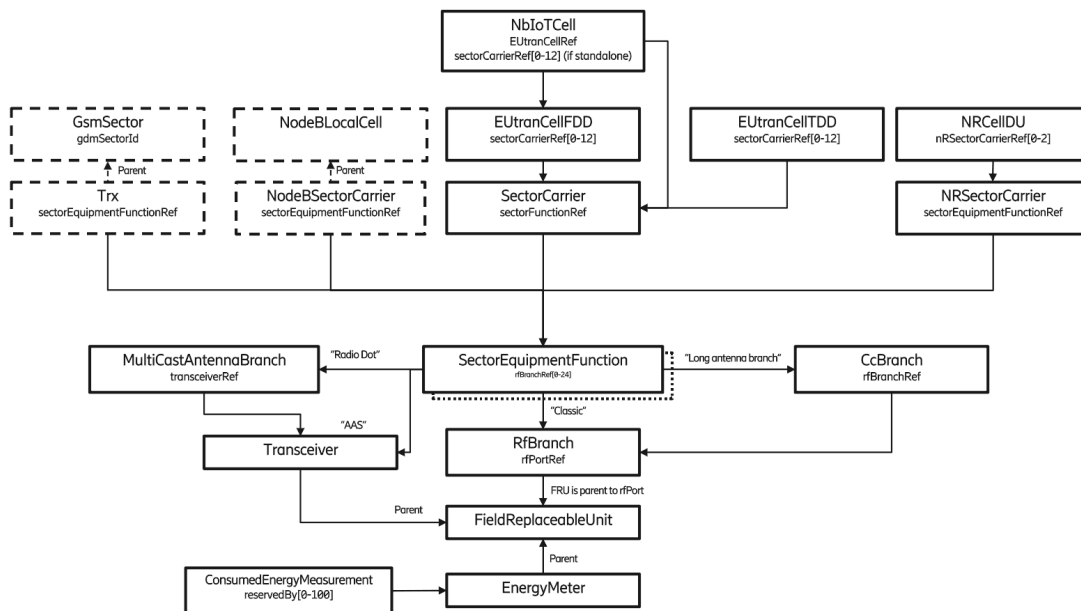 NbIoTCell
EUtranCellRef
sectorCarrierRef[0-12] (if standalone)
GsmSector
gdmSectorId
NodeBLocalCell
EUtranCellFDD
sectorCarrierRef[0-12]
EUtranCellTDD
sectorCarrierRef[0-12]
NRCellDU
nRSectorCarrierRef[0-2]
Parent
Parent
Trx
sectorEquipmentFunctionRef
NodeBSectorCarrier
sectorEquipmentFunctionRef
SectorCarrier
sectorFunctionRef
NRSectorCarrier
sectorEquipmentFunctionRef
MultiCastAntennaBranch
transceiverRef
"Radio Dot"
SectorEquipmentFunction
rfBranchRef[0-24]
"Long antenna branch"
CcBranch
rfBranchRef
"Classic"
"AAS"
Transceiver
RfBranch
rfPortRef
FRU is parent to rfPort
Parent
FieldReplaceableUnit
Parent
ConsumedEnergyMeasurement
reservedBy[0-100]
EnergyMeter